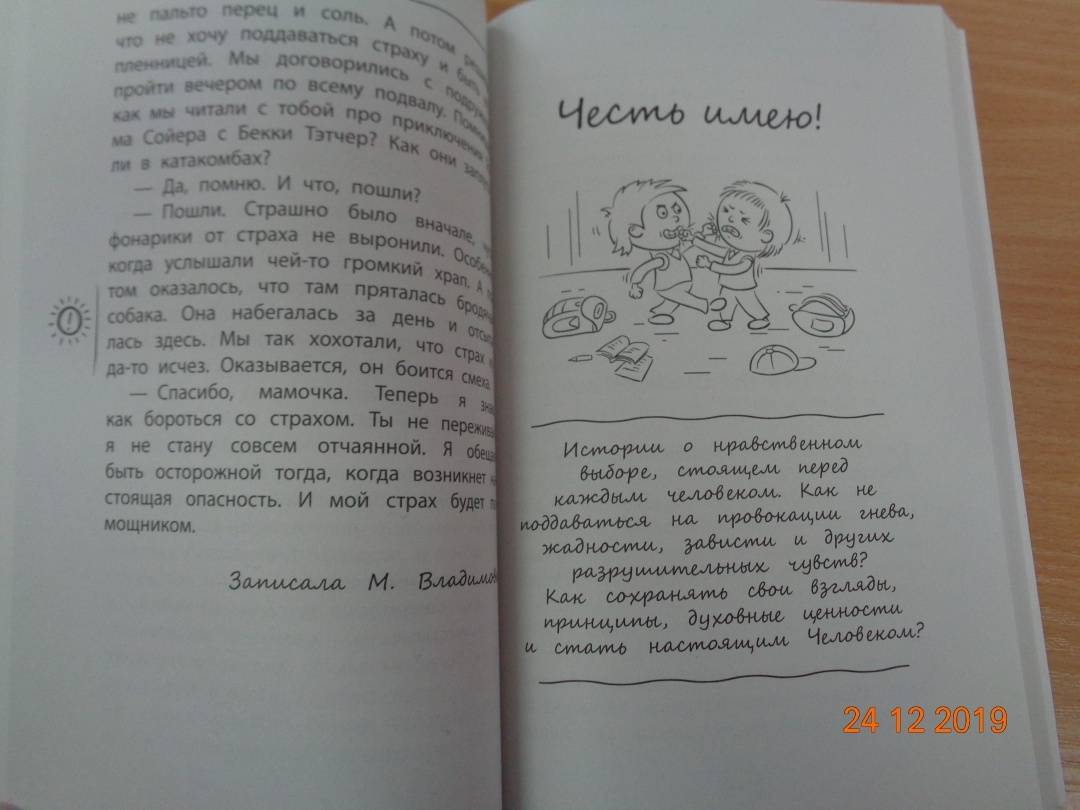 не пальто перец и соль. А потом
что не хочу поддаваться страху и
пленницей. Мы договорились с
пройти вечером по всему подвалу.
как мы читали с тобой про приключения
ма Сойера с Бекки Тэтчер? Как они
ли в катакомбах?
— Да, помню. И что, пошли?
— Пошли. Страшно было вначале,
фонарики от страха не выронили.
когда услышали чей-то громкий храп. А
том оказалось, что там пряталась
собака. Она набегалась за день и
лась здесь. Мы так хохотали, что страх
да-то исчез. Оказывается, он боится смеха.
— Спасибо, мамочка. Теперь я
как бороться со страхом. Ты не
я не стану совсем отчаянной. Я
быть осторожной тогда, когда возникнет
стоящая опасность. И мой страх будет
мощником.
Записала М.
Честь имею!
Истории о нравственном
выборе, стоящем перед
каждым человеком. Как не
поддаваться на провокации гнева,
жадности, зависти и других
разрушительных чувств?
Как сохранять свои взгляды,
принципы, духовные ценности
и стать настоящим Человеком?
24 12 2019